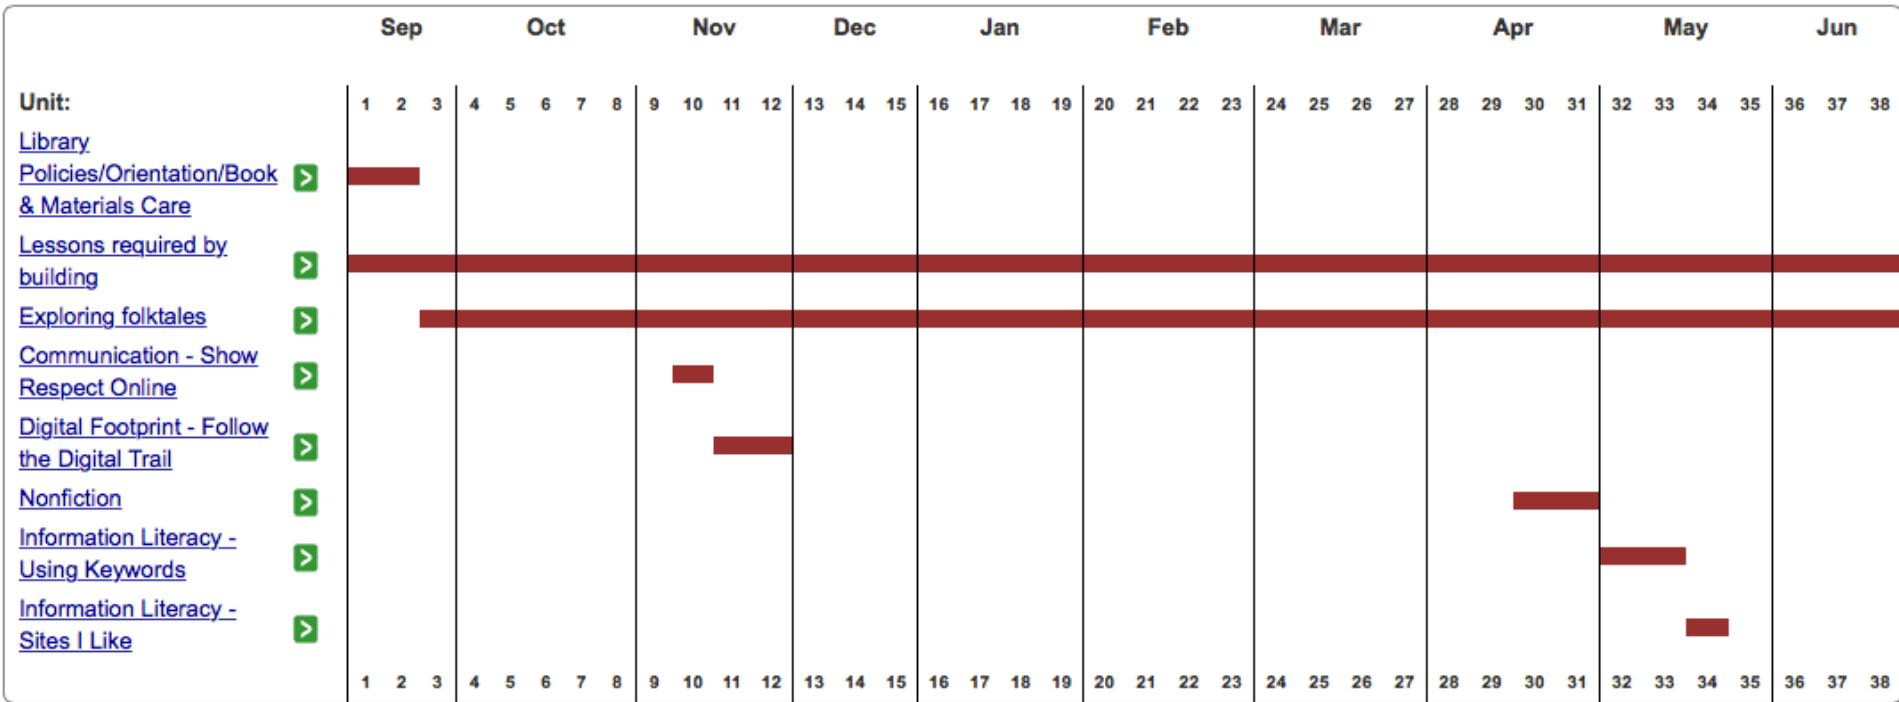 Sep Oct Nov Dec Jan Feb Mar Apr May Jun
Unit: 1 2 3 4 5 6 7 8 9 10 11 12 13 14 15 16 17 18 19 20 21 22 23 24 25 26 27 28 29 30 31 32 33 34 35 36 37 38
Library
Policies/Orientation/Book
& Materials Care
Lessons required by
building
Exploring folktales
Communication - Show
Respect Online
Digital Footprint - Follow
the Digital Trail
Nonfiction
Information Literacy -
Using Keywords
Information Literacy -
Sites I Like
1 2 3 4 5 6 7 8 9 10 11 12 13 14 15 16 17 18 19 20 21 22 23 24 25 26 27 28 29 30 31 32 33 34 35 36 37 38